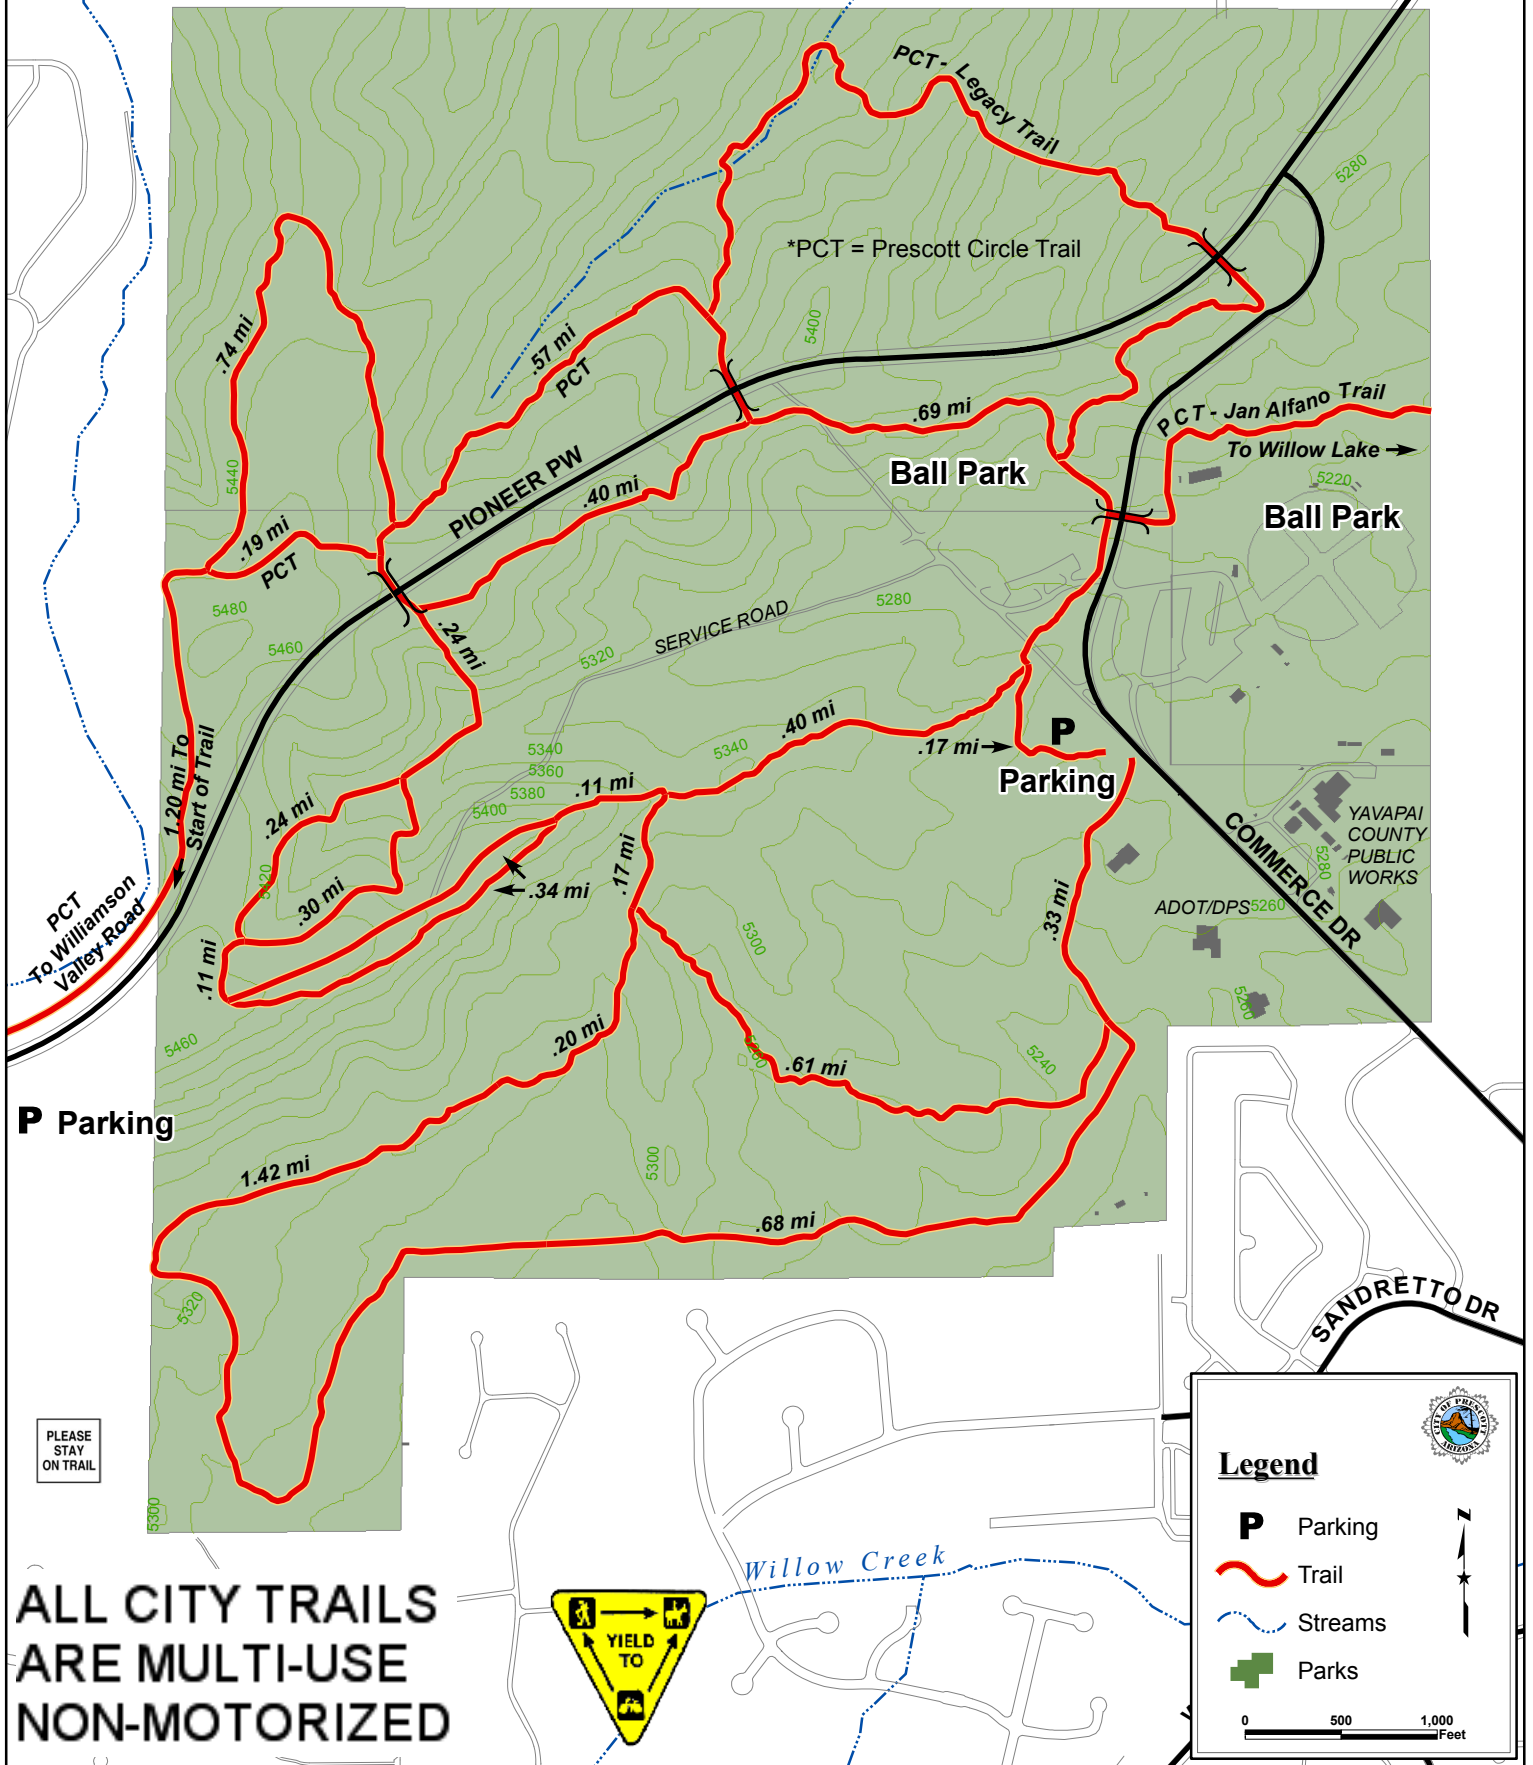 PCT - Legacy Trail
5280
*PCT = Prescott Circle Trail
5400
.74 mi
.57 mi
PCT
.69 mi
PCT - Jan Alfano Trail
To Willow Lake
5220
Ball Park
Ball Park
PIONEER PW
.40 mi
5440
.19 mi
PCT
5480
5460
.24 mi
SERVICE ROAD
5280
5320
.40 mi
5340
.17 mi
P
Parking
5340
5360
5380
5400
.11 mi
1.20 mi To
Start of Trail
.24 mi
5420
.30 mi
.34 mi
.17 mi
COMMERCE DR
YAVAPAI
COUNTY
PUBLIC
WORKS
5280
ADOT/DPS
5260
PCT
To Williamson
Valley Road
.11 mi
.33 mi
5300
5460
.20 mi
5260
.61 mi
5240
5260
P Parking
1.42 mi
5300
.68 mi
5320
SANDRETTO DR
PLEASE
STAY
ON TRAIL
5300
CITY OF PRESCOTT
ARIZONA
Legend
P Parking
Trail
Streams
Parks
N
0 500 1,000
Feet
Willow Creek
ALL CITY TRAILS
ARE MULTI-USE
NON-MOTORIZED
YIELD
TO